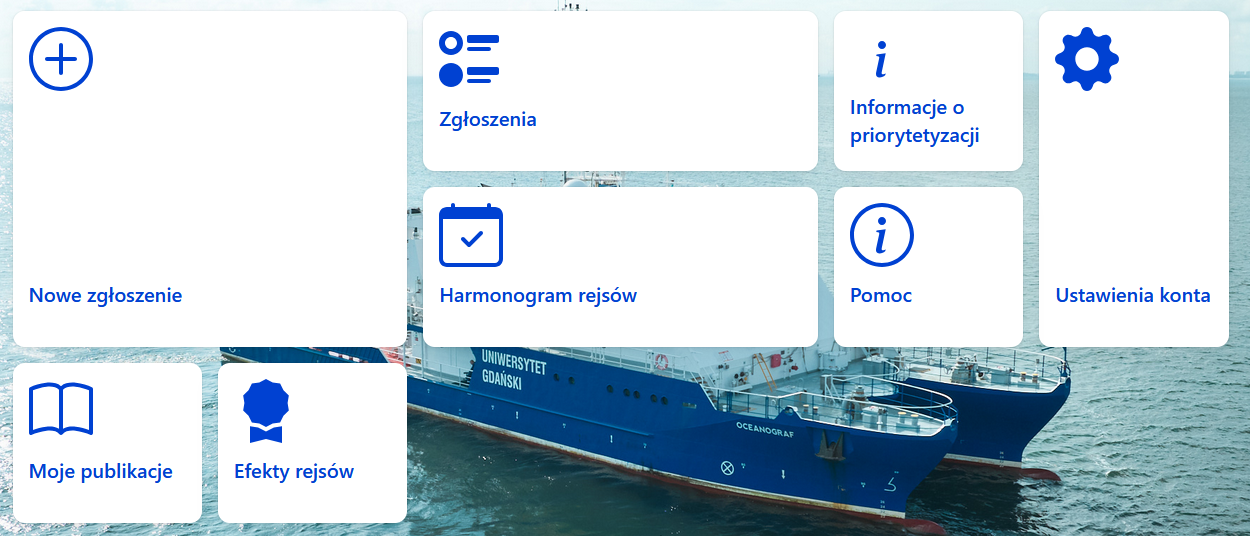 Nowe zgłoszenie
Zgłoszenia
Informacje o
priorytetyzacji
Ustawienia konta
Harmonogram rejsów
Pomoc
Moje publikacje
Efekty rejsów
UNIWERSYTET
GDAŃSKI
OCEANOGRAF